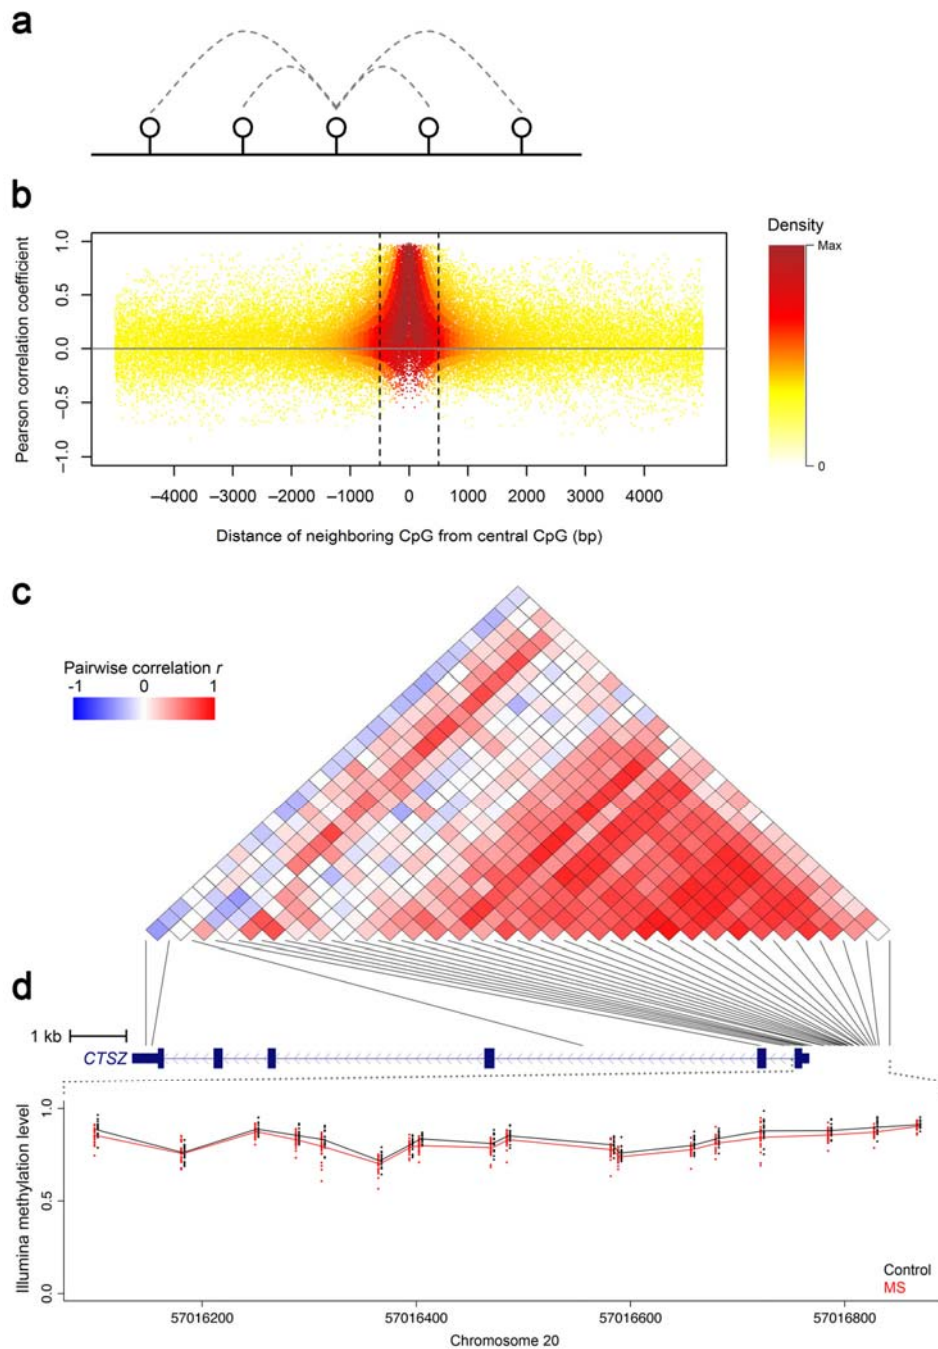 a
b
Pearson correlation coefficient
1.0
0.5
0.0
−0.5
−1.0
−4000 −3000 −2000 −1000 0 1000 2000 3000 4000
Distance of neighboring CpG from central CpG (bp)
Density
Max
0
c
Pairwise correlation r
-1 0 1
d
1 kb
CTSZ
Illumina methylation level
1.0
0.5
0.0
Control
MS
57016200 57016400 57016600 57016800
Chromosome 20